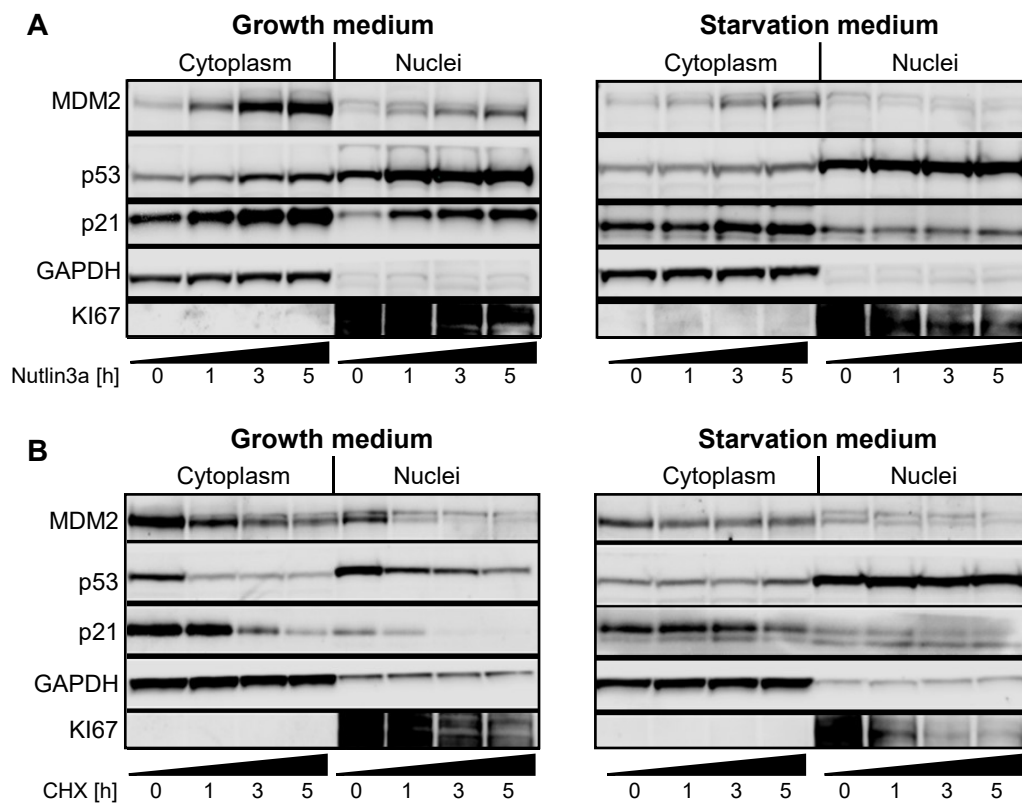 A
Growth medium
Starvation medium
Cytoplasm Nuclei
Cytoplasm Nuclei
MDM2
p53
p21
GAPDH
KI67
Nutlin3a [h] 0 1 3 5 0 1 3 5
0 1 3 5 0 1 3 5
B
Growth medium
Starvation medium
Cytoplasm Nuclei
Cytoplasm Nuclei
MDM2
p53
p21
GAPDH
KI67
CHX [h] 0 1 3 5 0 1 3 5
0 1 3 5 0 1 3 5